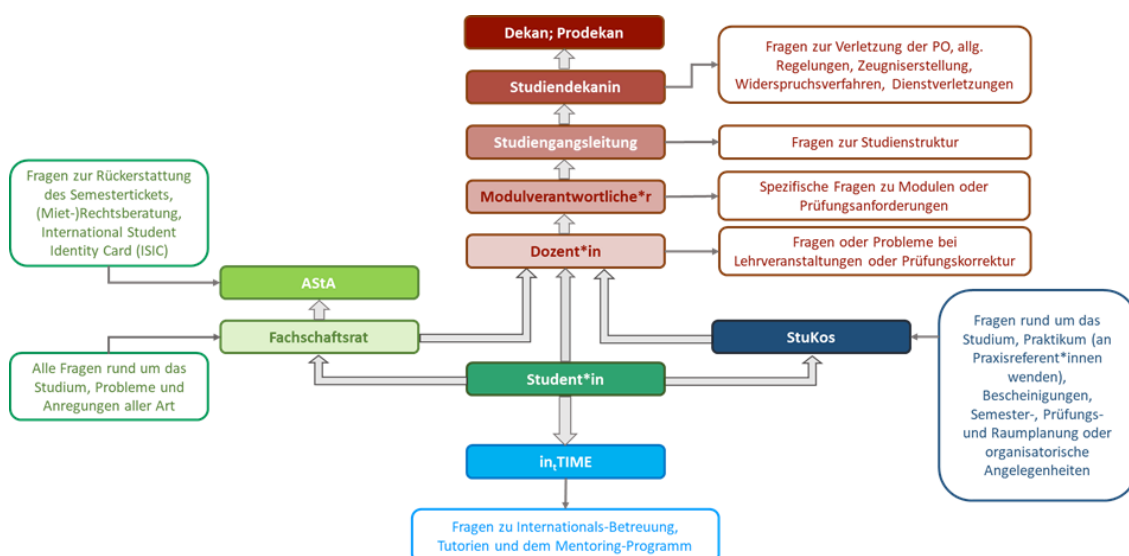 Dekan; Prodekan
Fragen zur Verletzung der PO, allg.
Regelungen, Zeugniserstellung,
Widerspruchsverfahren, Dienstverletzungen
Studiendekanin
Studiengangsleitung
Fragen zur Studienstruktur
Fragen zur Rückerstattung
des Semestertickets,
(Miet-)Rechtsberatung,
International Student
Identity Card (ISIC)
Modulverantwortliche*r
Spezifische Fragen zu Modulen oder
Prüfungsanforderungen
Dozent*in
Fragen oder Probleme bei
Lehrveranstaltungen oder Prüfungskorrektur
AStA
Fachschaftsrat
StuKos
Fragen rund um das
Studium, Praktikum (an
Praxisreferent*innen
wenden),
Bescheinigungen,
Semester-, Prüfungs-
und Raumplanung oder
organisatorische
Angelegenheiten
Alle Fragen rund um das
Studium, Probleme und
Anregungen aller Art
Student*in
intTIME
Fragen zu Internationals-Betreuung,
Tutorien und dem Mentoring-Programm